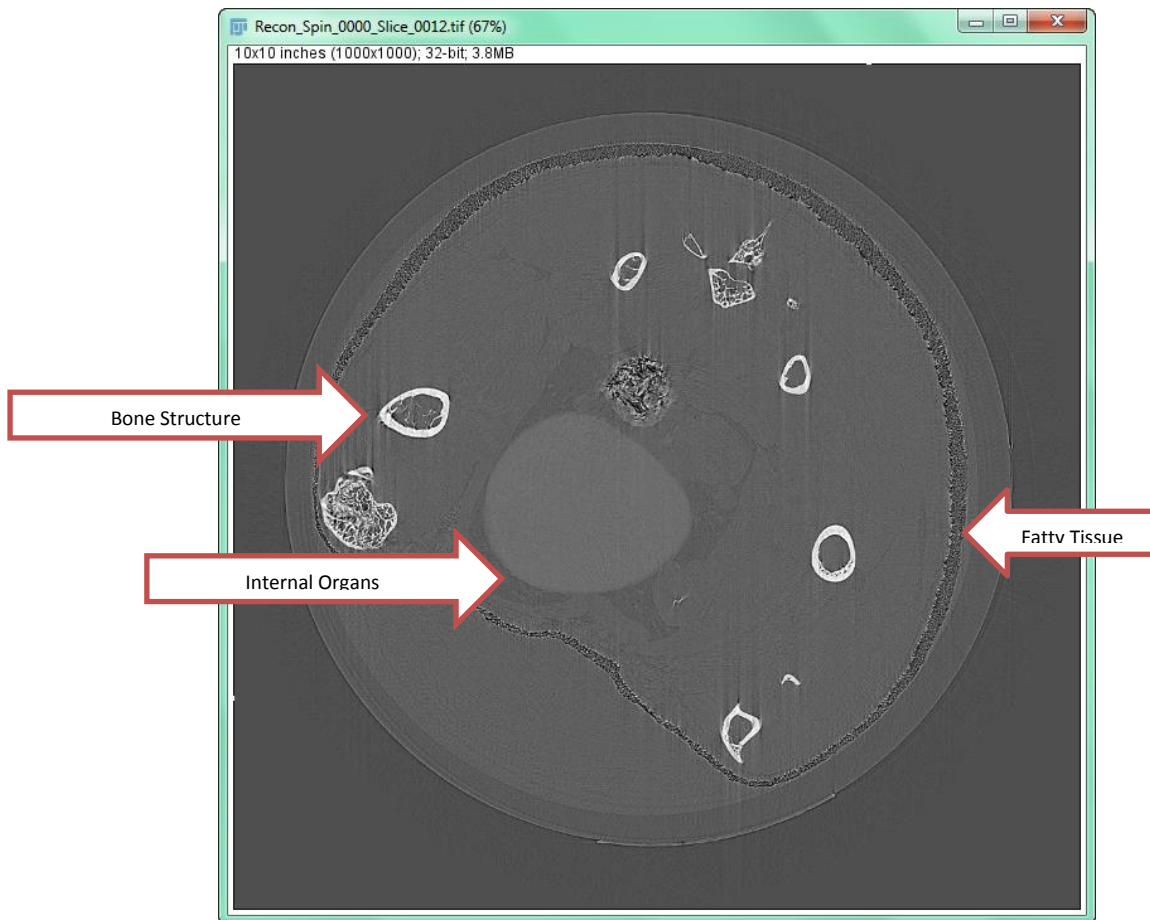 Recon_Spin_0000_Slice_0012.tif (67%)
10x10 inches (1000x1000); 32-bit; 3.8MB
Bone Structure
Fatty Tissue
Internal Organs